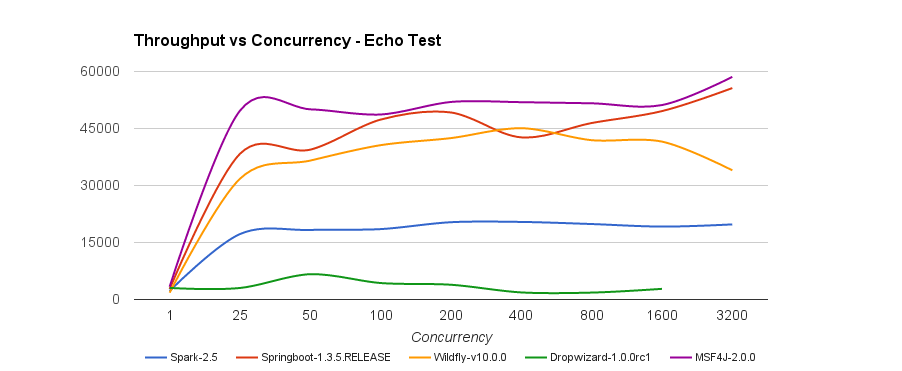 Throughput vs Concurrency - Echo Test
60000
45000
30000
15000
0
1 25 50 100 200 400 800 1600 3200
Concurrency
Spark-2.5 Springboot-1.3.5.RELEASE Wildfly-v10.0.0 Dropwizard-1.0.0rc1 MSF4J-2.0.0